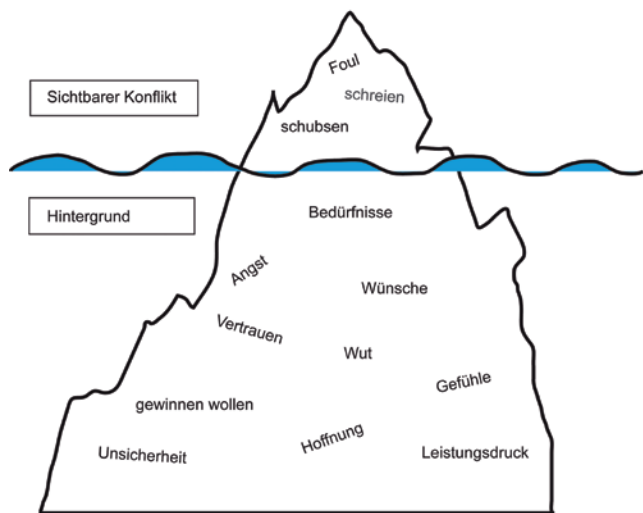 Foul
Sichtbarer Konflikt
schreien
schubsen
Hintergrund
Bedürfnisse
Angst
Wünsche
Vertrauen
Wut
Gefühle
gewinnen wollen
Hoffnung
Unsicherheit
Leistungsdruck